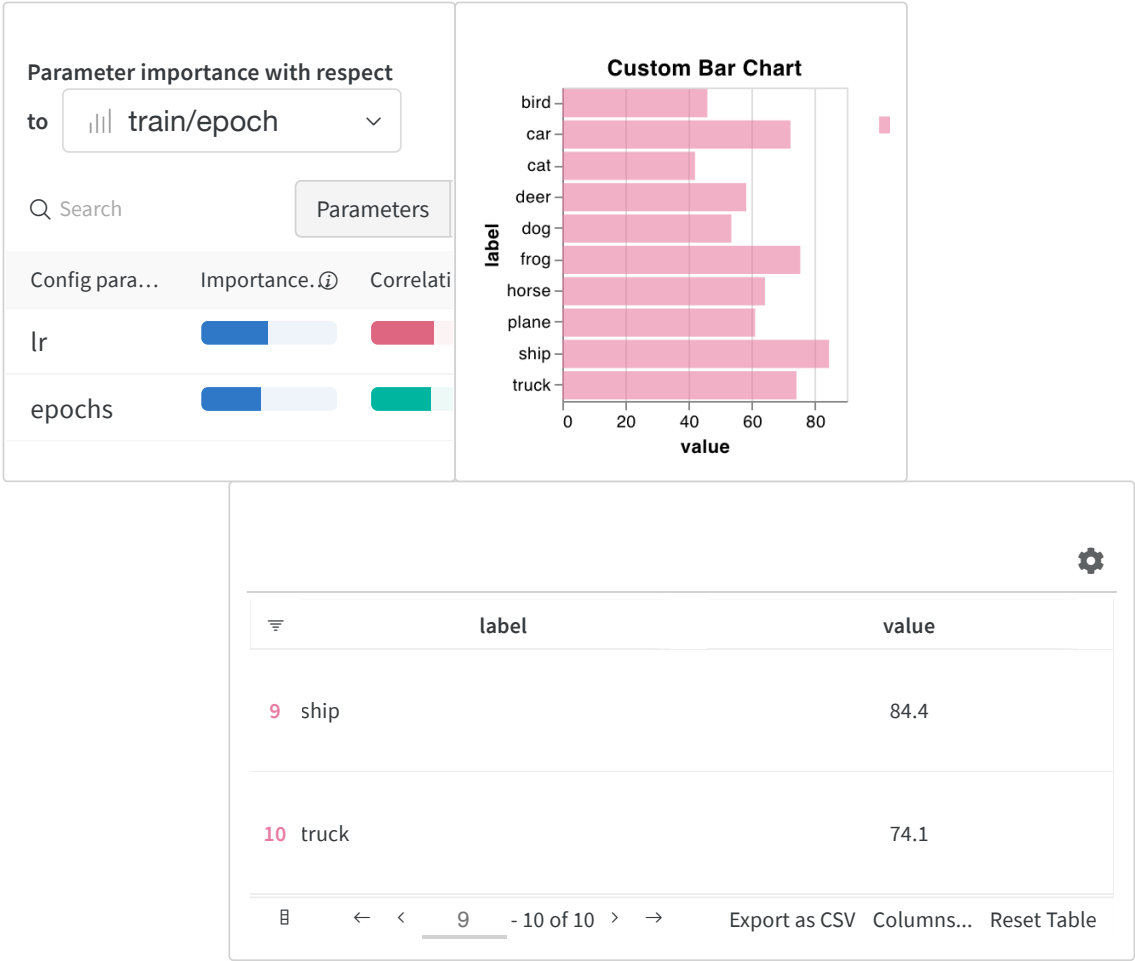 Parameter importance with respect
to train/epoch
Search Parameters
Config para... Importance. Correlati
lr
epochs
Custom Bar Chart
label
bird
car
cat
deer
dog
frog
horse
plane
ship
truck
0 20 40 60 80
value
label value
9 ship 84.4
10 truck 74.1
9 - 10 of 10 Export as CSV Columns... Reset Table